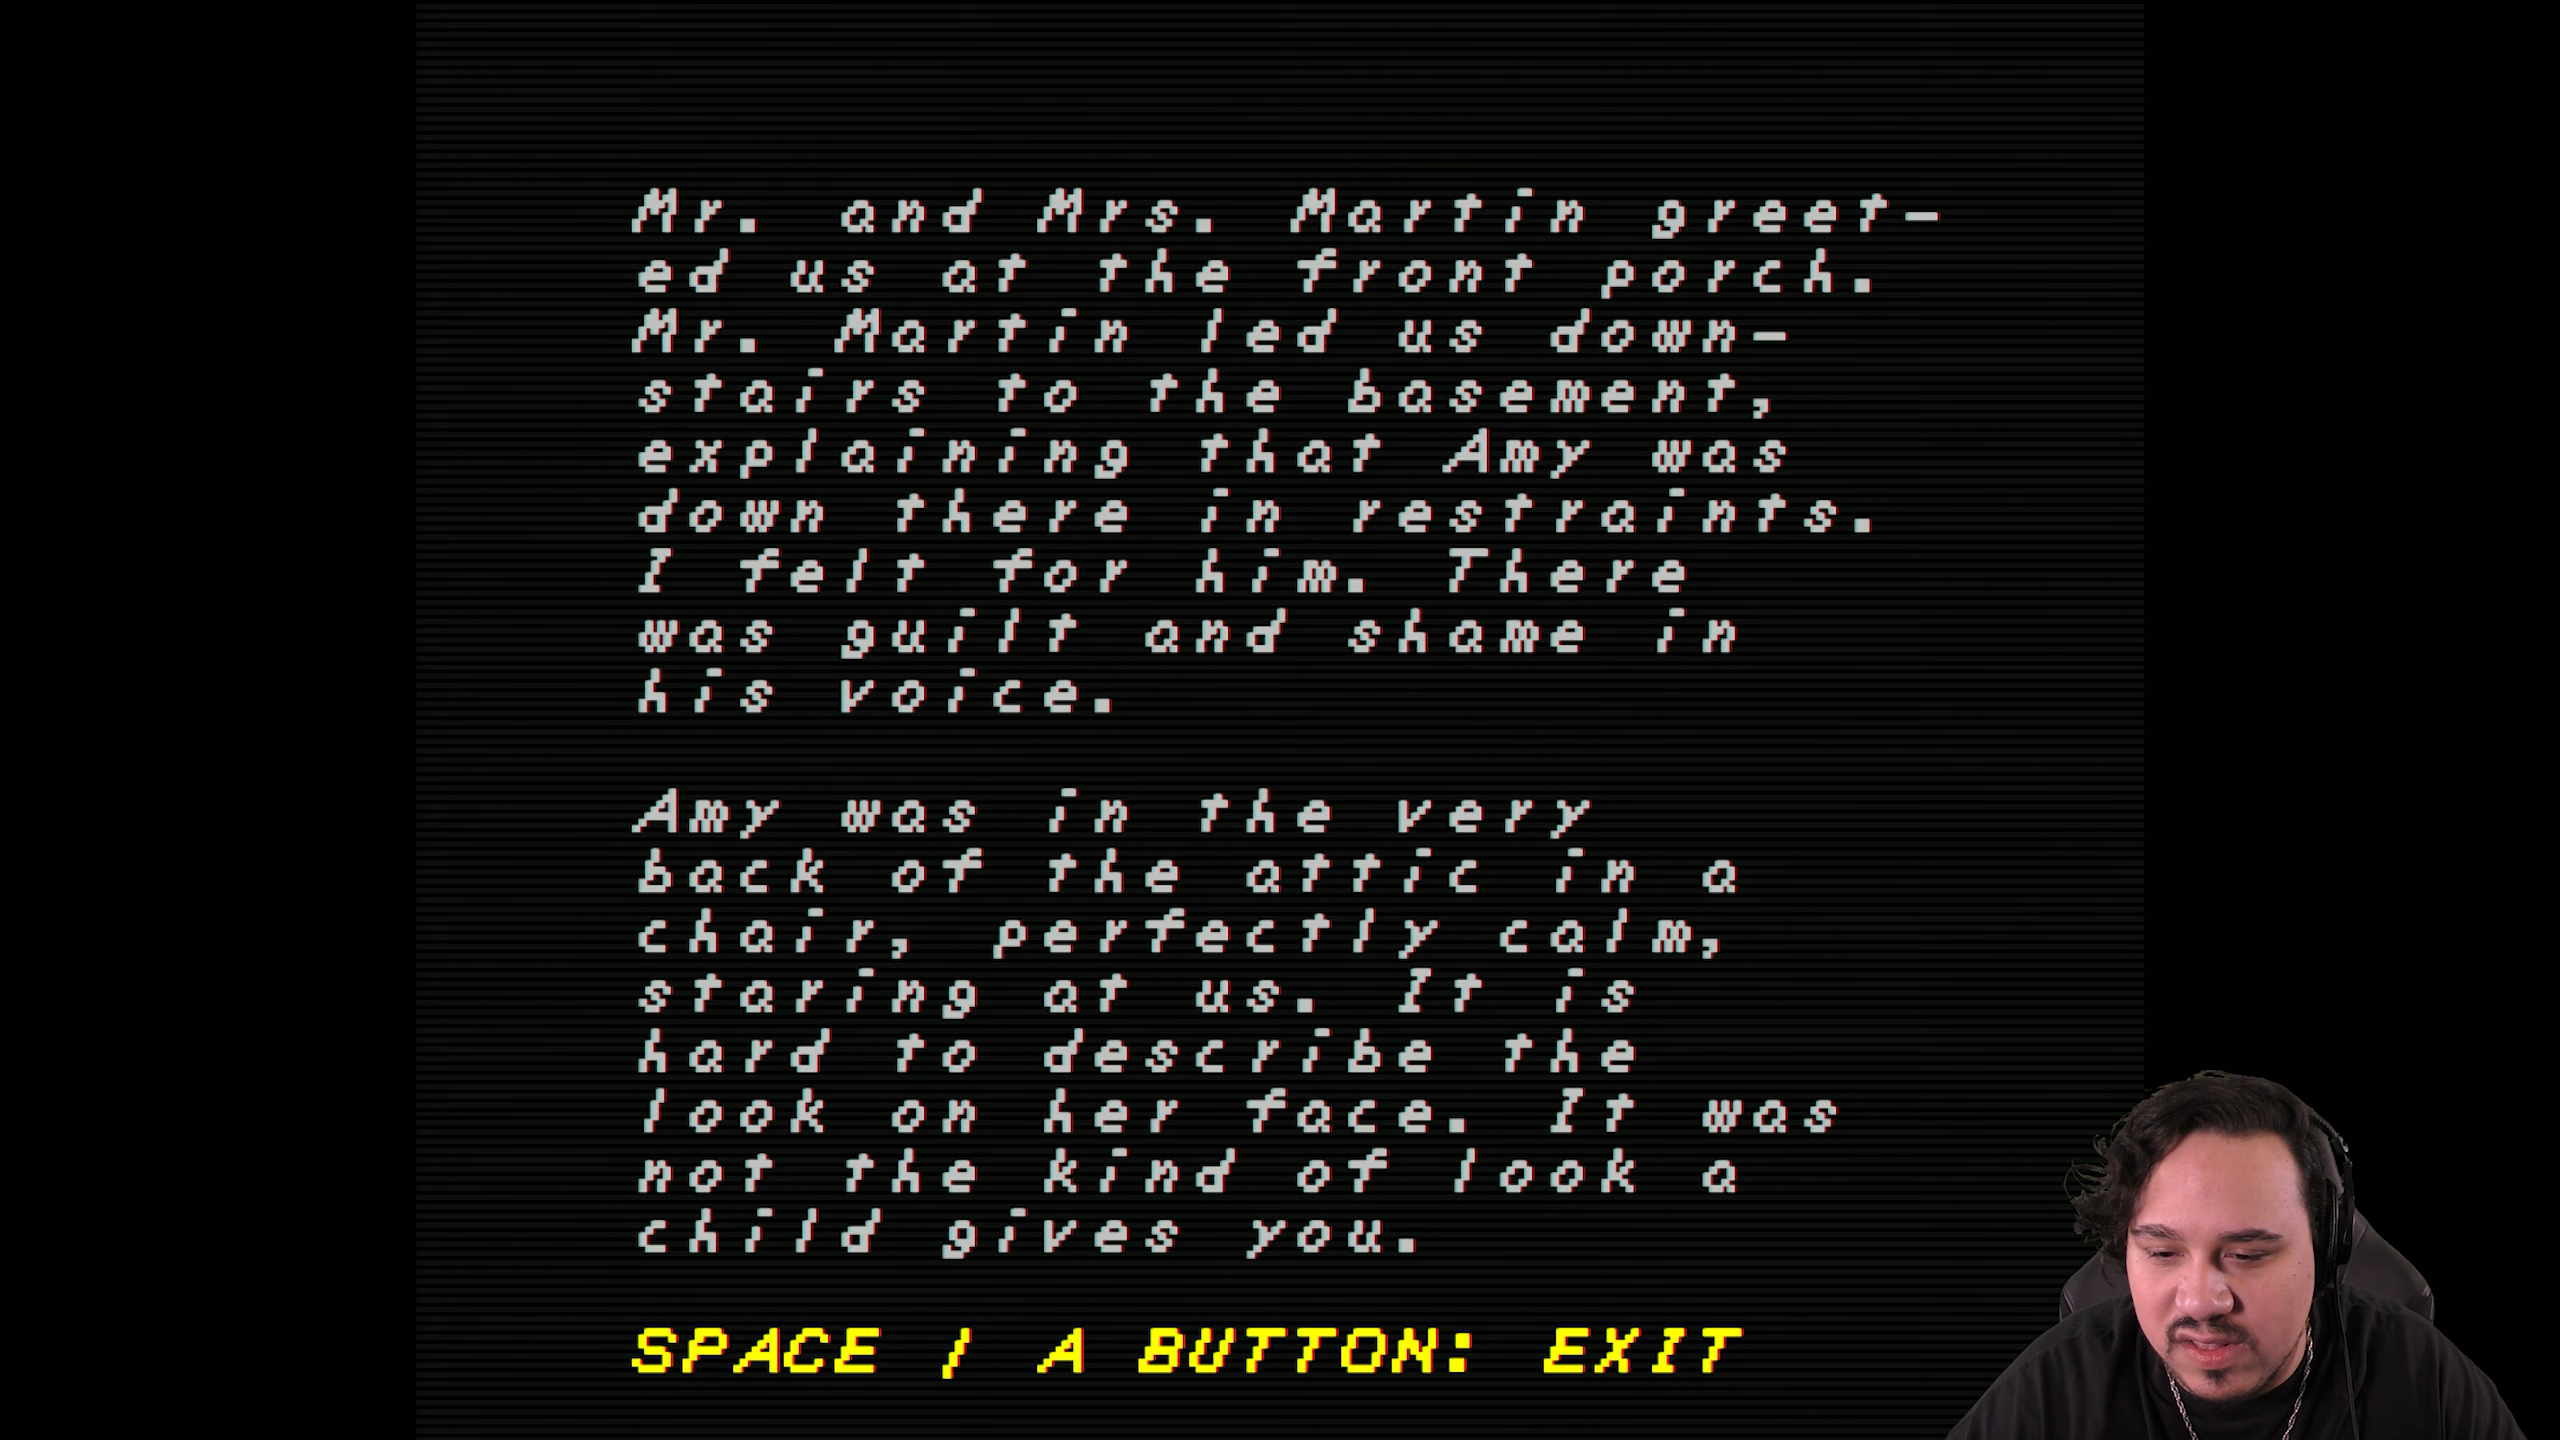 Mr. and Mrs. Martin greet-
ed us at the front porch.
Mr. Martin led us down-
stairs to the basement,
explaining that Amy was
down there in restraints.
I felt for him. There
was guilt and shame in
his voice.
Amy was in the very
back of the attic in a
chair, perfectly calm,
staring at us. It is
hard to describe the
look on her face. It was
not the kind of look a
child gives you.
SPACE / A BUTTON: EXIT